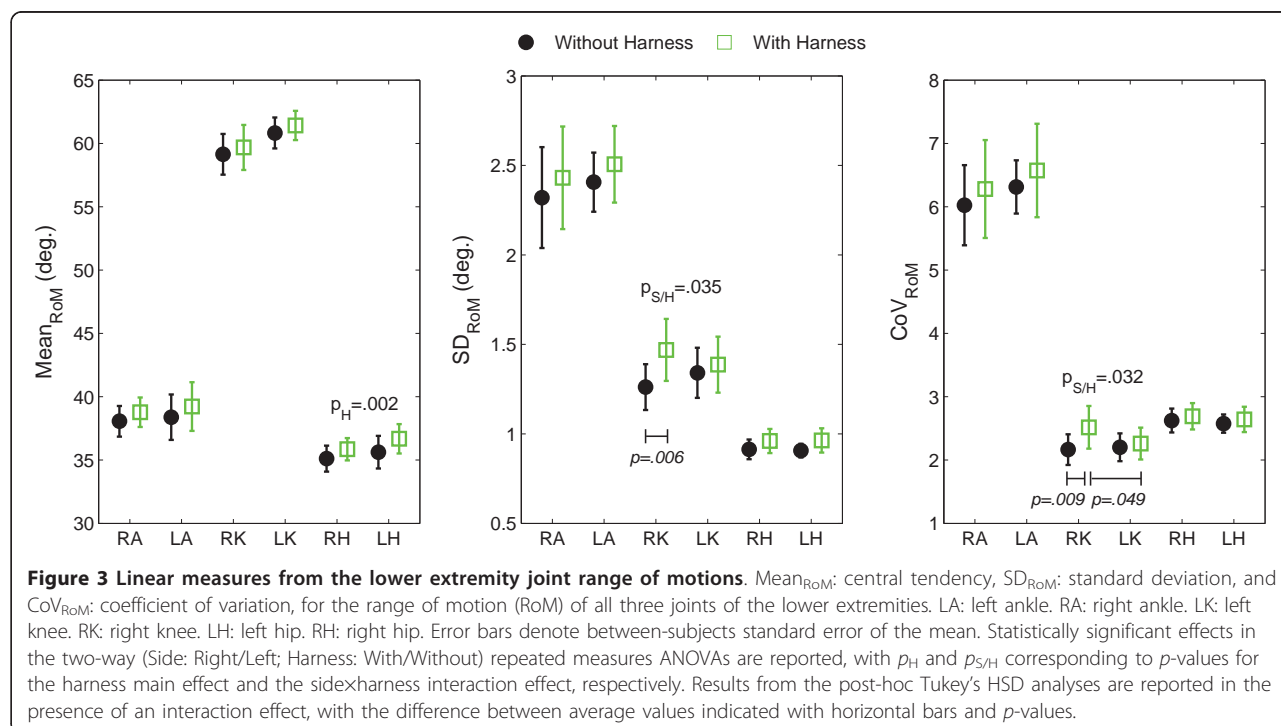 Without Harness With Harness
65
60
55
50
45
40
35
30
Mean_RoM (deg.)
p_H=.002
RA LA RK LK RH LH
3
2.5
2
1.5
1
0.5
SD_RoM (deg.)
p_S/H=.035
p=.006
RA LA RK LK RH LH
8
7
6
5
4
3
2
1
CoV_RoM
p_S/H=.032
p=.009 p=.049
RA LA RK LK RH LH
Figure 3 Linear measures from the lower extremity joint range of motions. Mean_RoM: central tendency, SD_RoM: standard deviation, and
CoV_RoM: coefficient of variation, for the range of motion (RoM) of all three joints of the lower extremities. LA: left ankle. RA: right ankle. LK: left
knee. RK: right knee. LH: left hip. RH: right hip. Error bars denote between-subjects standard error of the mean. Statistically significant effects in
the two-way (Side: Right/Left; Harness: With/Without) repeated measures ANOVAs are reported, with p_H and p_S/H corresponding to p-values for
the harness main effect and the side×harness interaction effect, respectively. Results from the post-hoc Tukey's HSD analyses are reported in the
presence of an interaction effect, with the difference between average values indicated with horizontal bars and p-values.